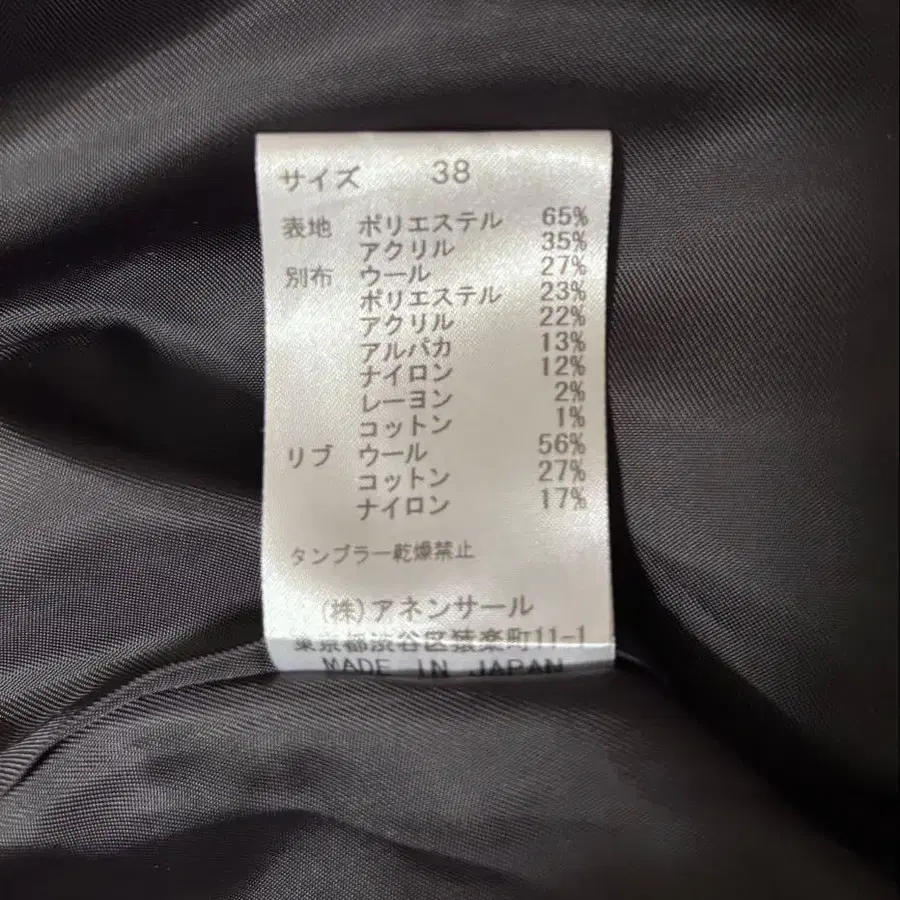 サイズ 38
表地 ポリエステル 65%
アクリル 35%
別布 ウール 27%
ポリエステル 23%
アクリル 22%
アルパカ 13%
ナイロン 12%
レーヨン 2%
コットン 1%
リブ ウール 56%
コットン 27%
ナイロン 17%
タンブラー乾燥禁止
(株)アネンサール
東京都渋谷区猿楽町11-1
MADE IN JAPAN